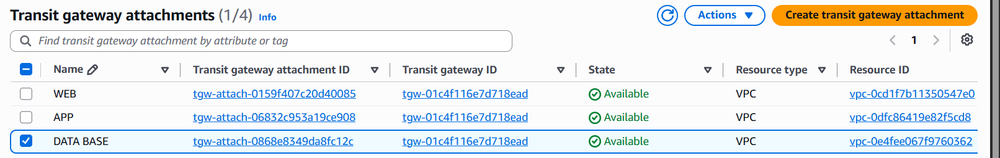 Transit gateway attachments (1/4) Info Actions Create transit gateway attachment
Find transit gateway attachment by attribute or tag 1
Name Transit gateway attachment ID Transit gateway ID State Resource type Resource ID
WEB tgw-attach-0159f407c20d40085 tgw-01c4f116e7d718ead Available VPC vpc-0cd1f7b11350547e0
APP tgw-attach-06832c953a19ce908 tgw-01c4f116e7d718ead Available VPC vpc-0dfc86419e82f5cd8
DATA BASE tgw-attach-0868e8349da8fc12c tgw-01c4f116e7d718ead Available VPC vpc-0e4fee067f9760362